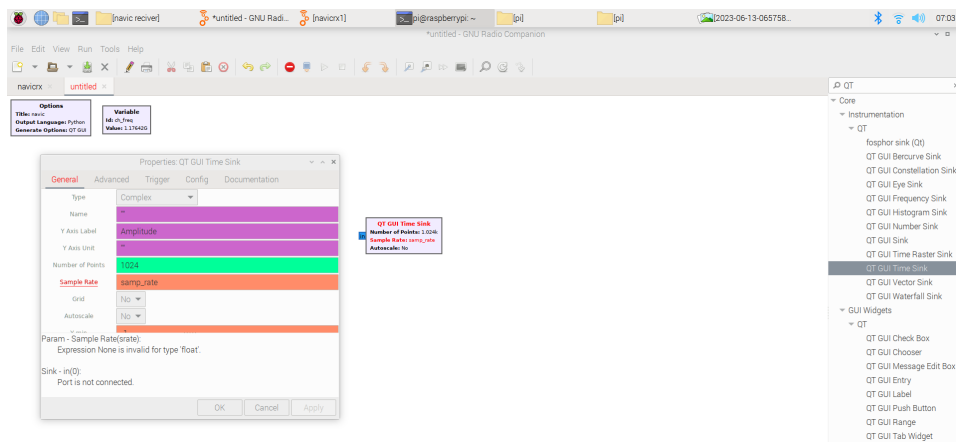 [navic reciver]
*untitled - GNU Radi...
[navicrx1]
pi@raspberrypi: ~
[pi]
[pi]
[2023-06-13-065758...
07:03
*untitled - GNU Radio Companion
File Edit View Run Tools Help
navicrx × untitled ×
QT
Options
Title: navic
Output Language: Python
Generate Options: QT GUI
Variable
Id: ch_freq
Value: 1.17642G
Properties: QT GUI Time Sink
General Advanced Trigger Config Documentation
Type Complex
Name ""
Y Axis Label Amplitude
Y Axis Unit ""
Number of Points 1024
Sample Rate samp_rate
Grid No
Autoscale No
Param - Sample Rate(srate):
Expression None is invalid for type 'float'.
Sink - in(0):
Port is not connected.
OK Cancel Apply
in
QT GUI Time Sink
Number of Points: 1.024k
Sample Rate: samp_rate
Autoscale: No
Core
Instrumentation
QT
fosphor sink (Qt)
QT GUI Bercurve Sink
QT GUI Constellation Sink
QT GUI Eye Sink
QT GUI Frequency Sink
QT GUI Histogram Sink
QT GUI Number Sink
QT GUI Sink
QT GUI Time Raster Sink
QT GUI Time Sink
QT GUI Vector Sink
QT GUI Waterfall Sink
GUI Widgets
QT
QT GUI Check Box
QT GUI Chooser
QT GUI Message Edit Box
QT GUI Entry
QT GUI Label
QT GUI Push Button
QT GUI Range
QT GUI Tab Widget